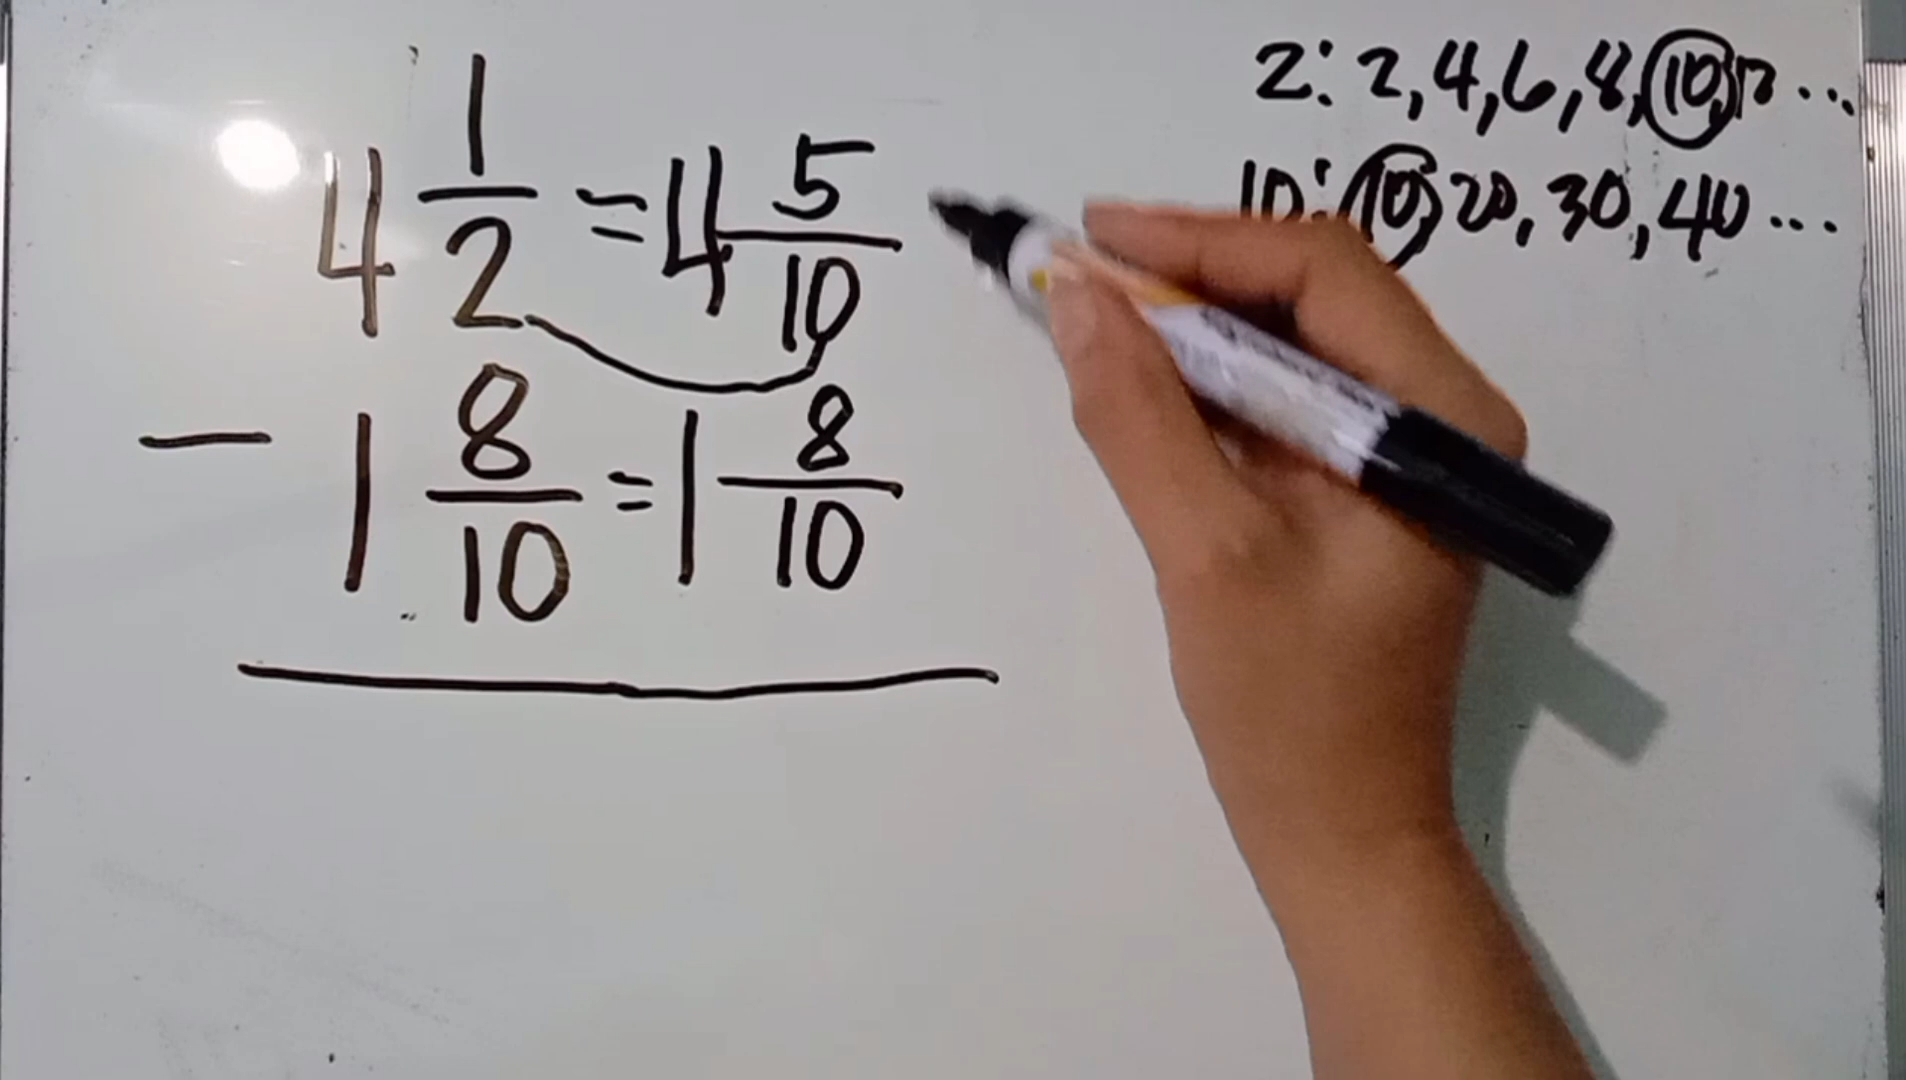 4 1/2 = 4 5/10
- 1 8/10 = 1 8/10
2: 2, 4, 6, 8, 10, 12 ...
10: 10, 20, 30, 40 ...